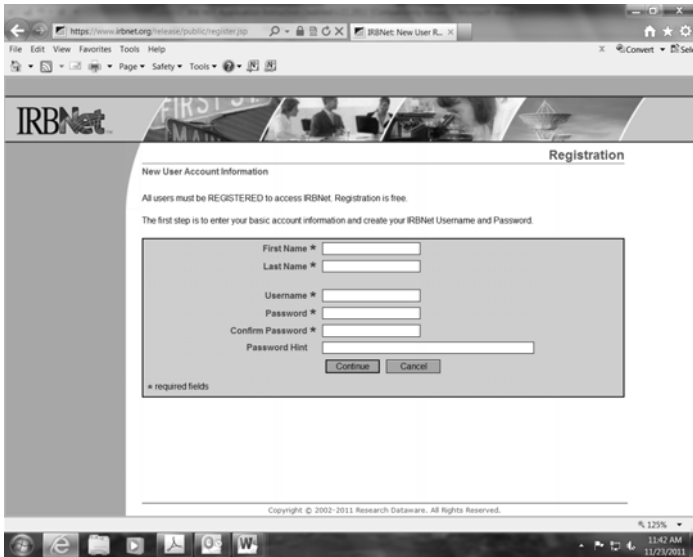 https://www.irbnet.org/release/public/register.jsp
IRBNet: New User R...
File Edit View Favorites Tools Help
x Convert Sel
Page Safety Tools
IRBNet
FIRST ST
MAIN
Registration
New User Account Information
All users must be REGISTERED to access IRBNet. Registration is free.
The first step is to enter your basic account information and create your IRBNet Username and Password.
First Name *
Last Name *
Username *
Password *
Confirm Password *
Password Hint
Continue Cancel
* required fields
Copyright © 2002-2011 Research Dataware. All Rights Reserved.
125%
11:42 AM
11/23/2011